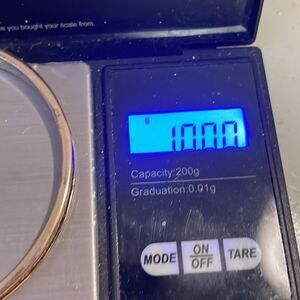 e you bought your scale from.
g
10.00
Capacity:200g
Graduation:0.01g
MODE
ON
OFF
TARE